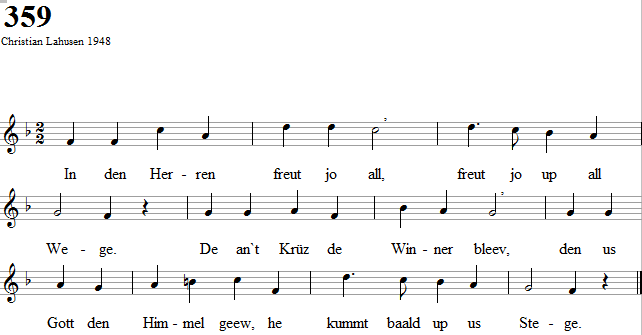 359
Christian Lahusen 1948
In den Her - ren freut jo all, freut jo up all
We - ge. De an`t Krüz de Win - ner bleev, den us
Gott den Him - mel geew, he kummt baald up us Ste - ge.